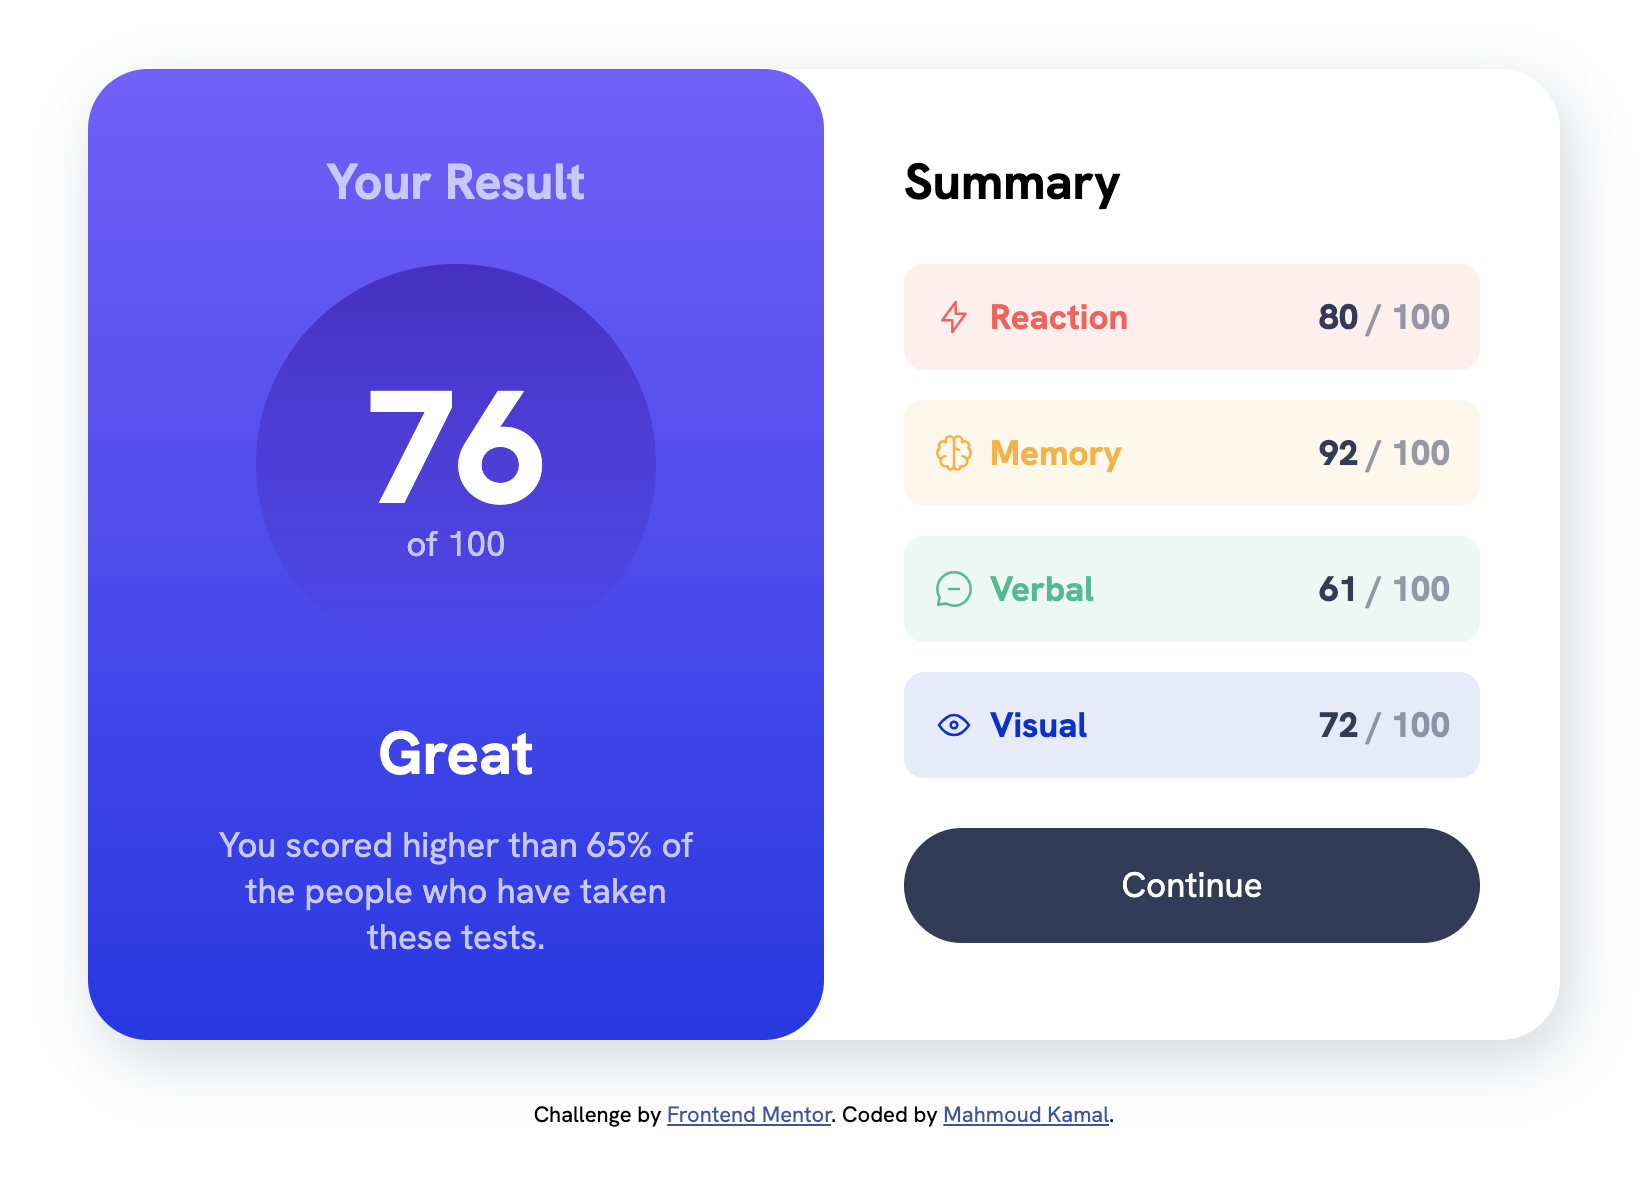 Your Result
76
of 100
Great
You scored higher than 65% of
the people who have taken
these tests.
Summary
Reaction 80 / 100
Memory 92 / 100
Verbal 61 / 100
Visual 72 / 100
Continue
Challenge by Frontend Mentor. Coded by Mahmoud Kamal.